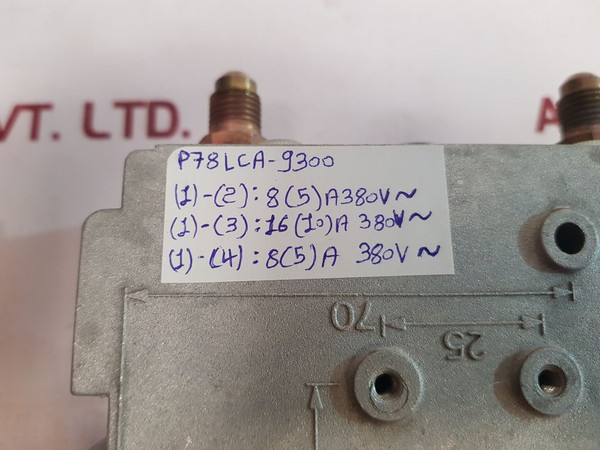 VT. LTD.
A
P78LCA-9300
(1)-(2): 8(5)A380V~
(1)-(3): 16(10)A 380V~
(1)-(4): 8(5)A 380V~
70
25